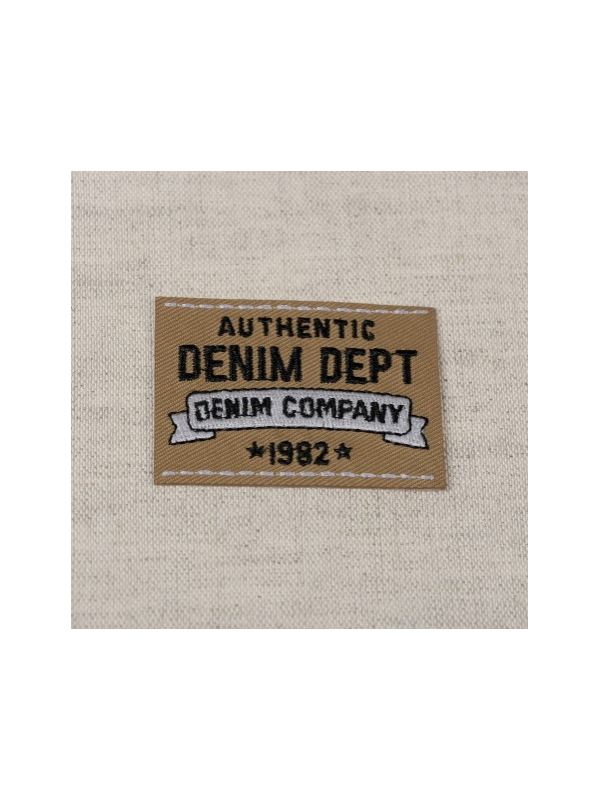 AUTHENTIC
DENIM DEPT
DENIM COMPANY
★1982★